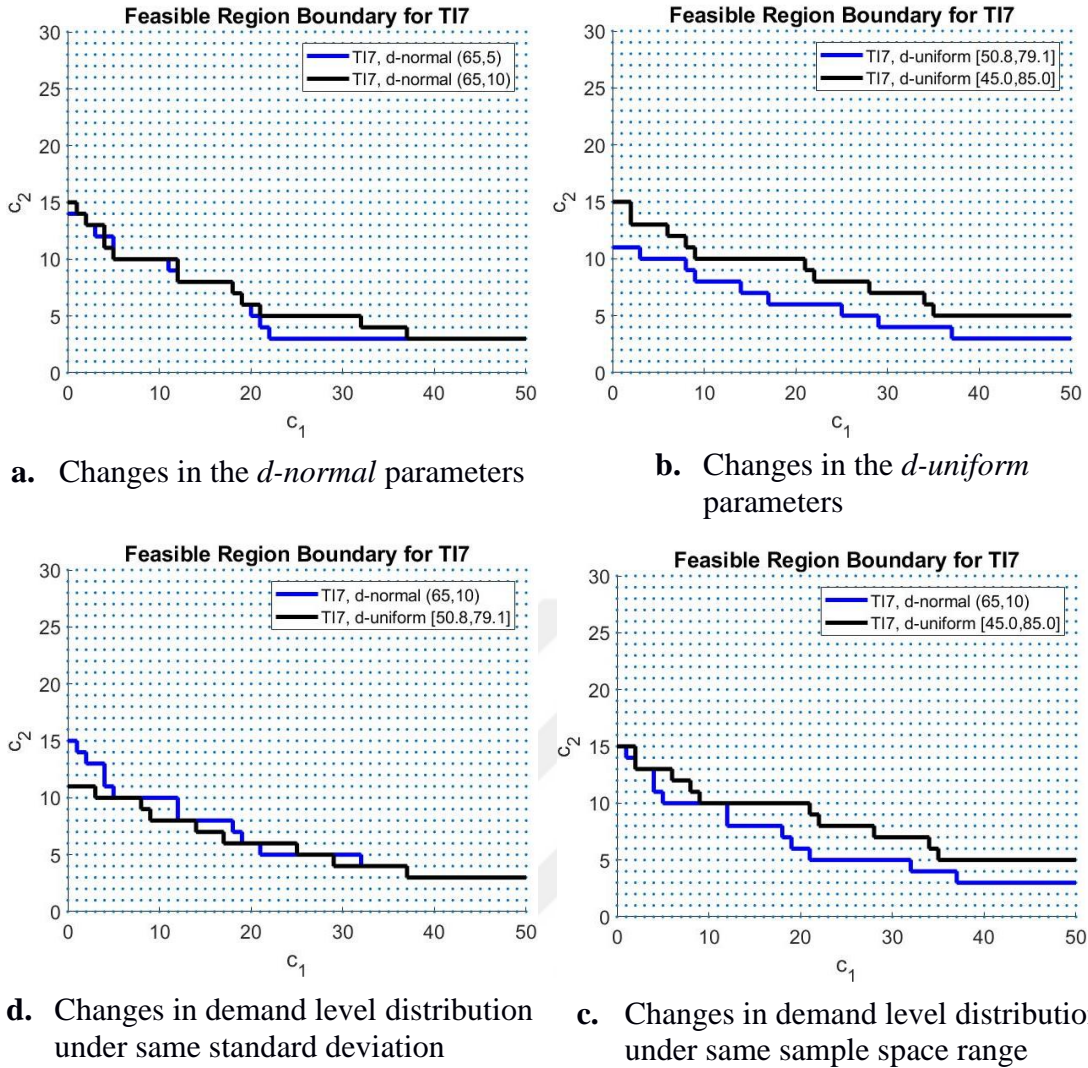 Feasible Region Boundary for TI7
30
25
20
15
10
5
0
c2
TI7, d-normal (65,5)
TI7, d-normal (65,10)
0 10 20 30 40 50
c1
a. Changes in the d-normal parameters
Feasible Region Boundary for TI7
30
25
20
15
10
5
0
c2
TI7, d-uniform [50.8,79.1]
TI7, d-uniform [45.0,85.0]
0 10 20 30 40 50
c1
b. Changes in the d-uniform
parameters
Feasible Region Boundary for TI7
30
25
20
15
10
5
0
c2
TI7, d-normal (65,10)
TI7, d-uniform [50.8,79.1]
0 10 20 30 40 50
c1
d. Changes in demand level distribution
under same standard deviation
Feasible Region Boundary for TI7
30
25
20
15
10
5
0
c2
TI7, d-normal (65,10)
TI7, d-uniform [45.0,85.0]
0 10 20 30 40 50
c1
c. Changes in demand level distributio
under same sample space range